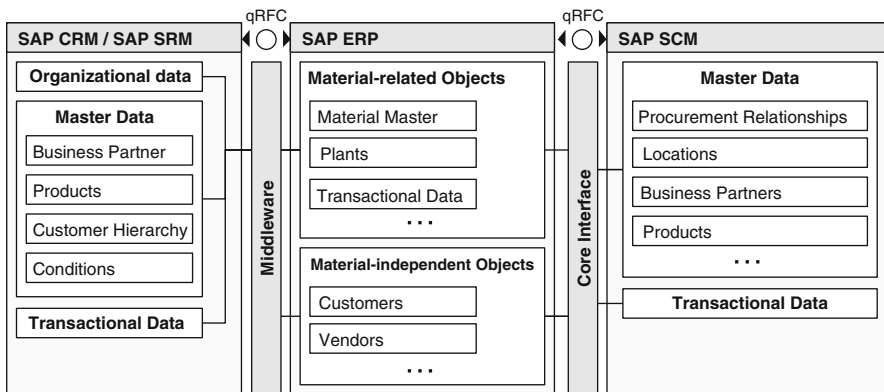 qRFC
qRFC
SAP CRM / SAP SRM
SAP ERP
SAP SCM
Organizational data
Master Data
Business Partner
Products
Customer Hierarchy
Conditions
Transactional Data
Middleware
Material-related Objects
Material Master
Plants
Transactional Data
...
Material-independent Objects
Customers
Vendors
...
Core Interface
Master Data
Procurement Relationships
Locations
Business Partners
Products
...
Transactional Data